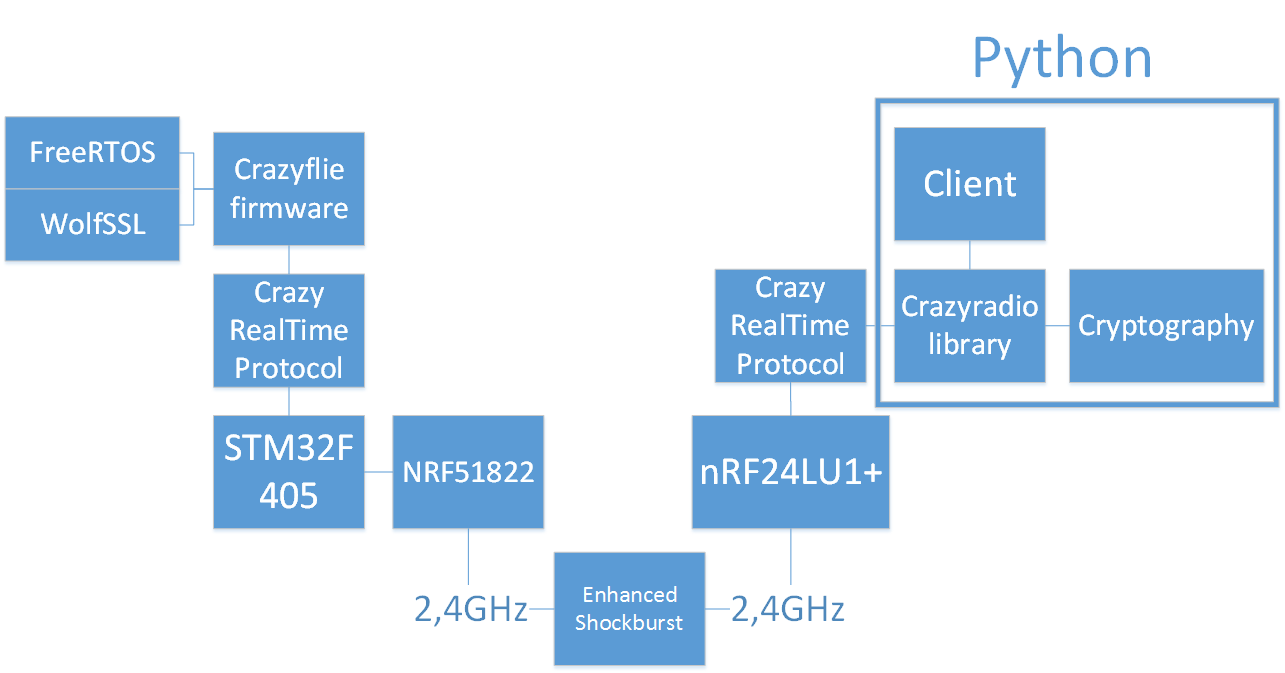 Python
FreeRTOS
WolfSSL
Crazyflie
firmware
Crazy
RealTime
Protocol
STM32F
405
NRF51822
2,4GHz
Enhanced
Shockburst
2,4GHz
nRF24LU1+
Crazy
RealTime
Protocol
Client
Crazyradio
library
Cryptography